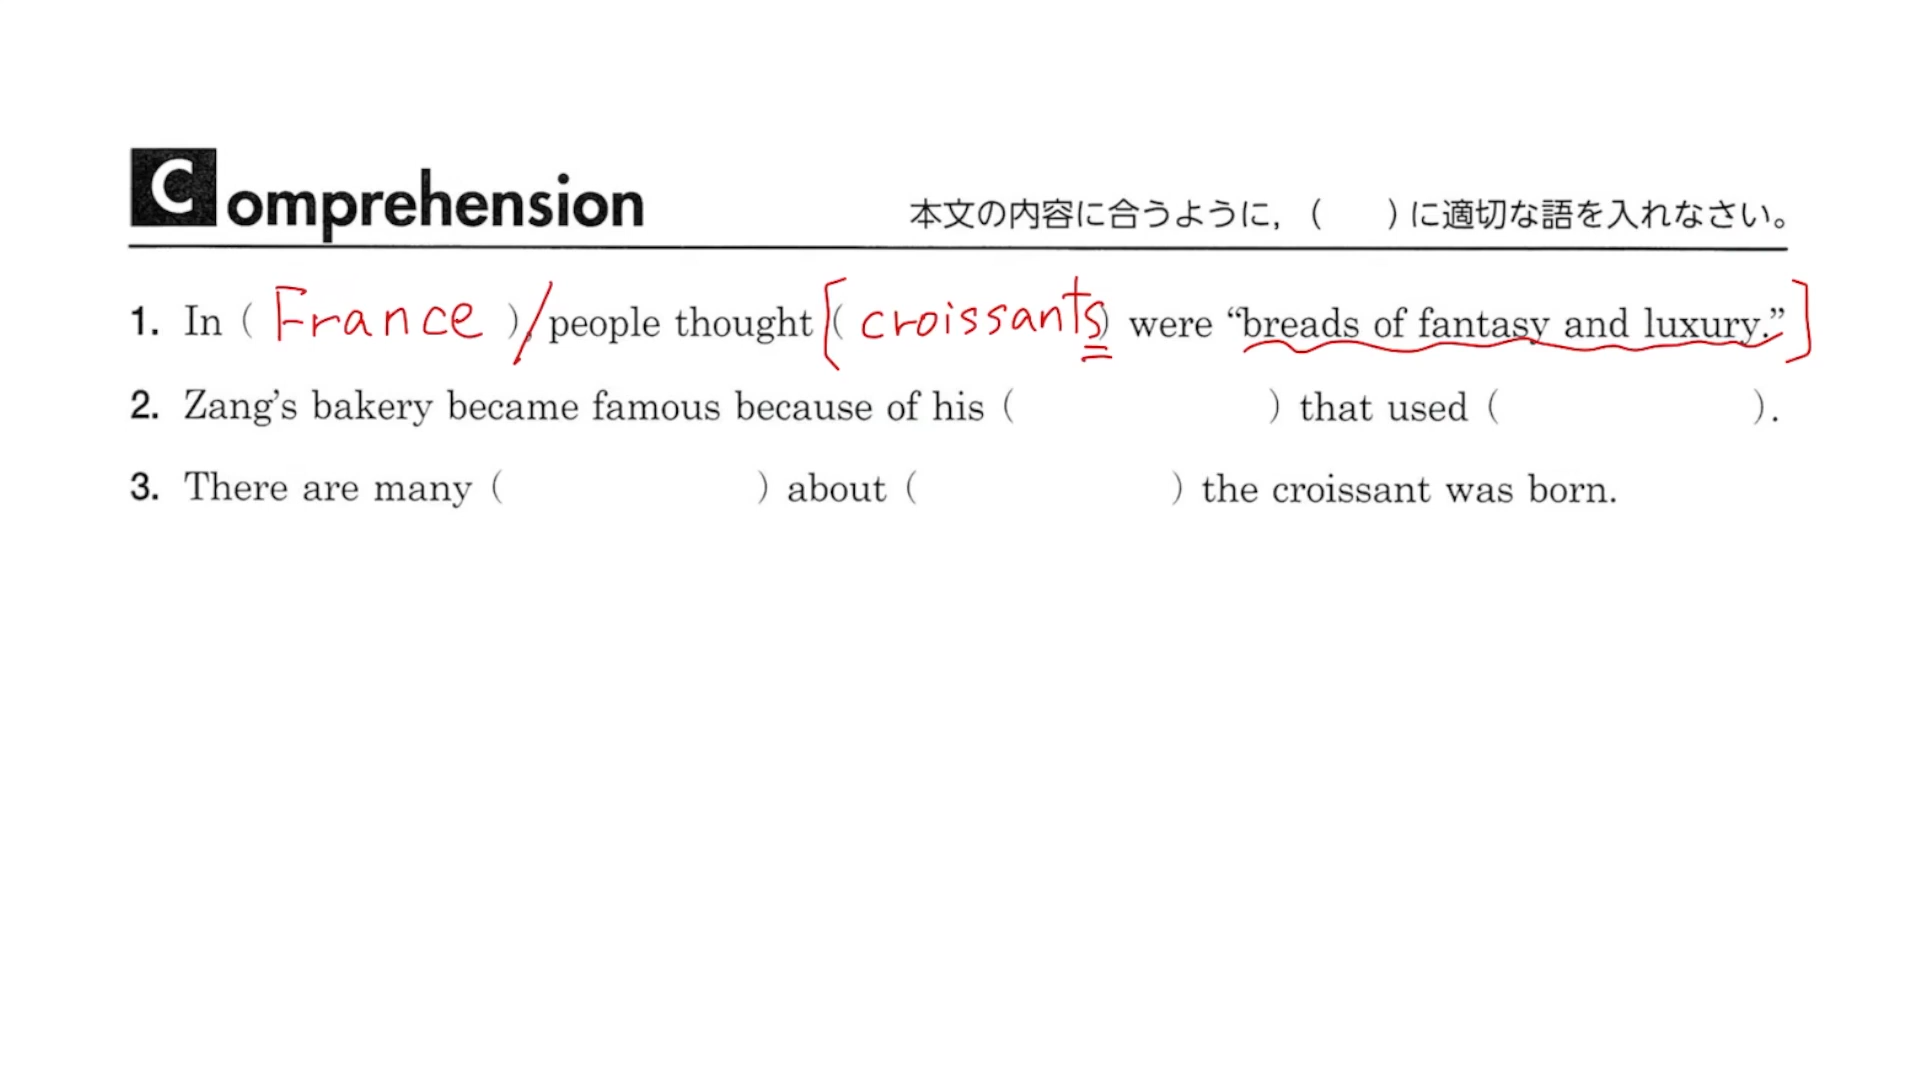 Comprehension
本文の内容に合うように，（　　）に適切な語を入れなさい。
1. In ( France ), people thought ( croissants ) were “breads of fantasy and luxury.”
2. Zang’s bakery became famous because of his (　　　) that used (　　　).
3. There are many (　　　) about (　　　) the croissant was born.